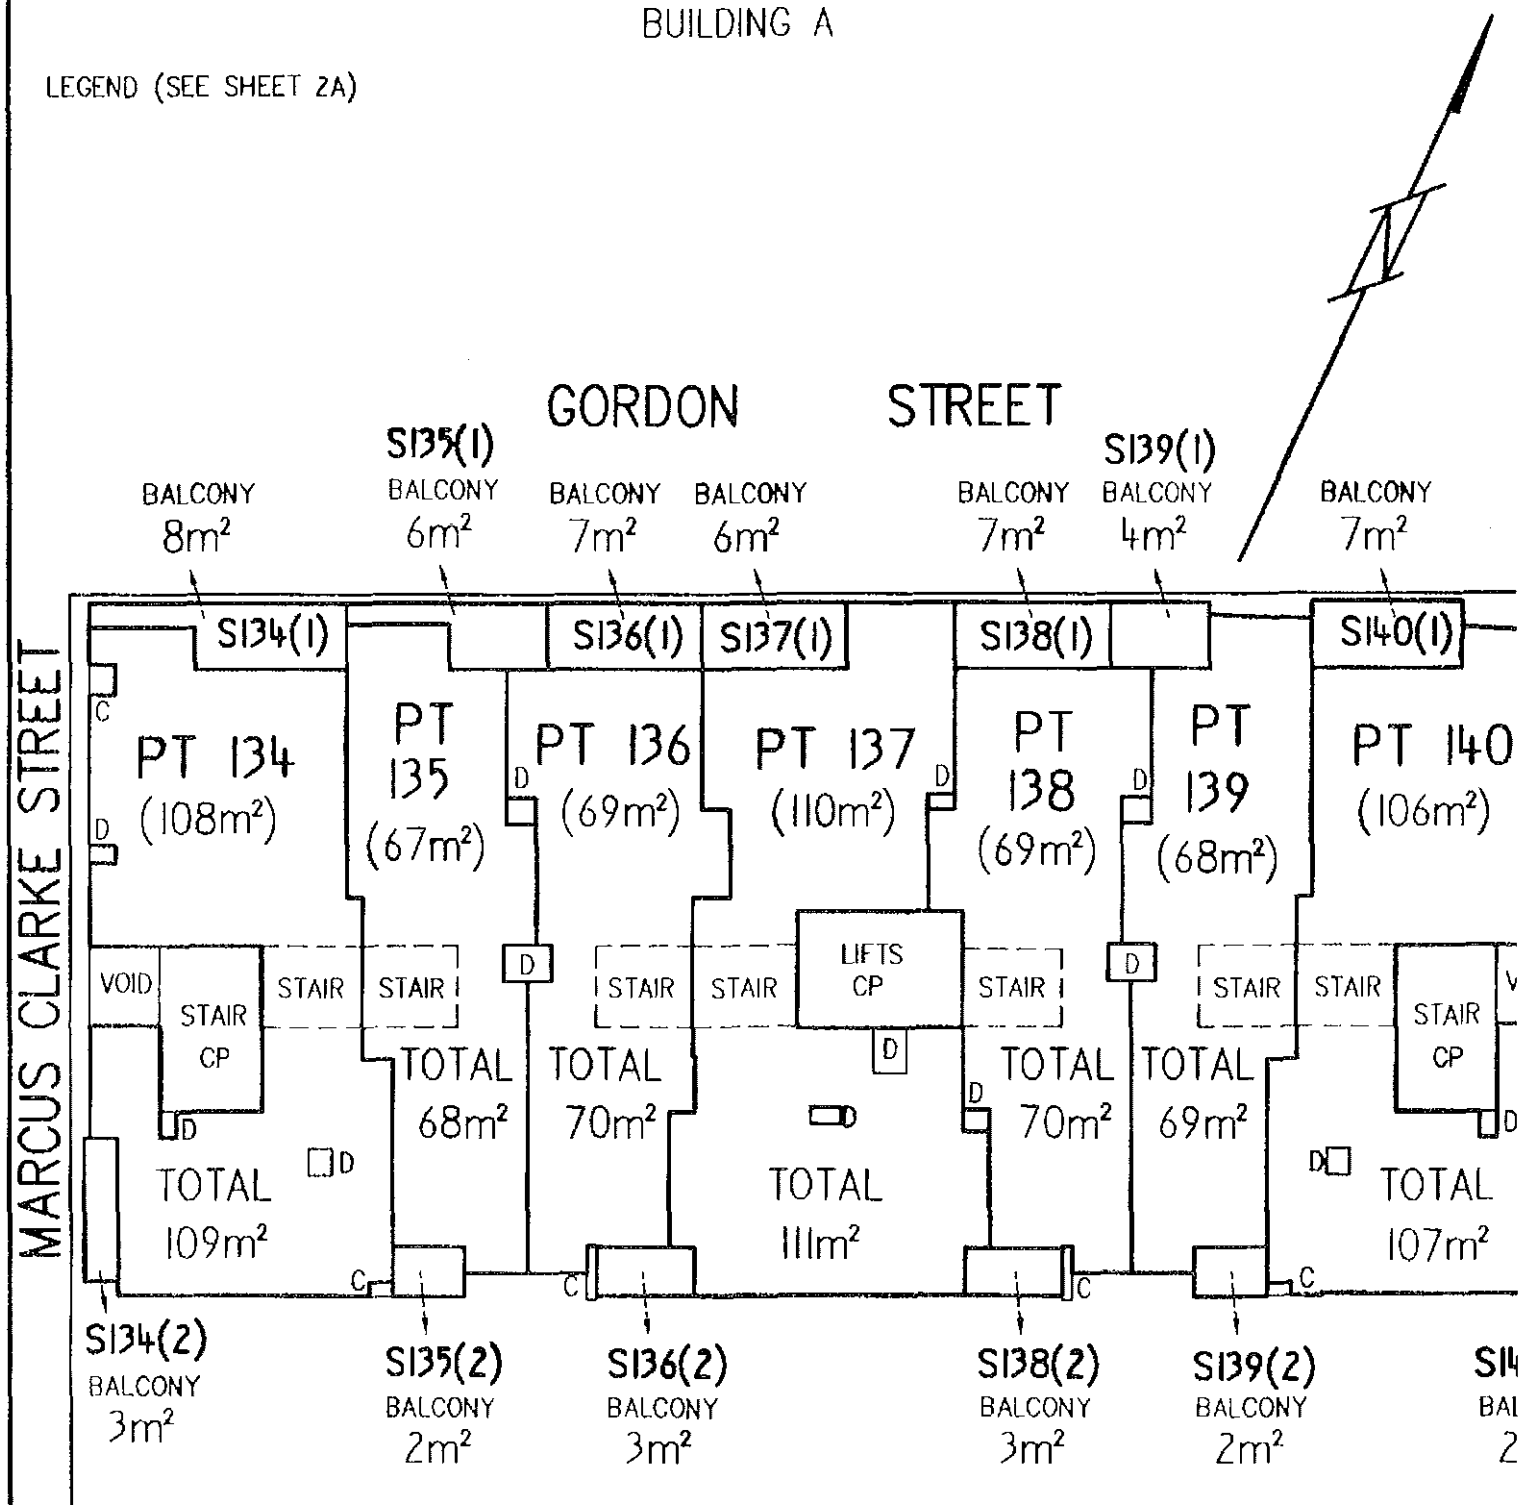 BUILDING A
LEGEND (SEE SHEET 2A)
GORDON STREET
MARCUS CLARKE STREET
BALCONY
8m²
S135(1)
BALCONY
6m²
BALCONY
7m²
BALCONY
6m²
BALCONY
7m²
S139(1)
BALCONY
4m²
BALCONY
7m²
S134(1)
S136(1)
S137(1)
S138(1)
S140(1)
C
PT 134
(108m²)
D
PT
135
(67m²)
D
PT 136
(69m²)
PT 137
(110m²)
D
PT
138
(69m²)
D
PT
139
(68m²)
PT 140
(106m²)
VOID
STAIR
CP
STAIR
STAIR
D
STAIR
STAIR
LIFTS
CP
STAIR
D
STAIR
STAIR
STAIR
CP
V
D
D
TOTAL
109m²
D
TOTAL
68m²
TOTAL
70m²
D
TOTAL
111m²
D
TOTAL
70m²
TOTAL
69m²
D
TOTAL
107m²
D
C
C
C
C
S134(2)
BALCONY
3m²
S135(2)
BALCONY
2m²
S136(2)
BALCONY
3m²
S138(2)
BALCONY
3m²
S139(2)
BALCONY
2m²
S14
BAL
2